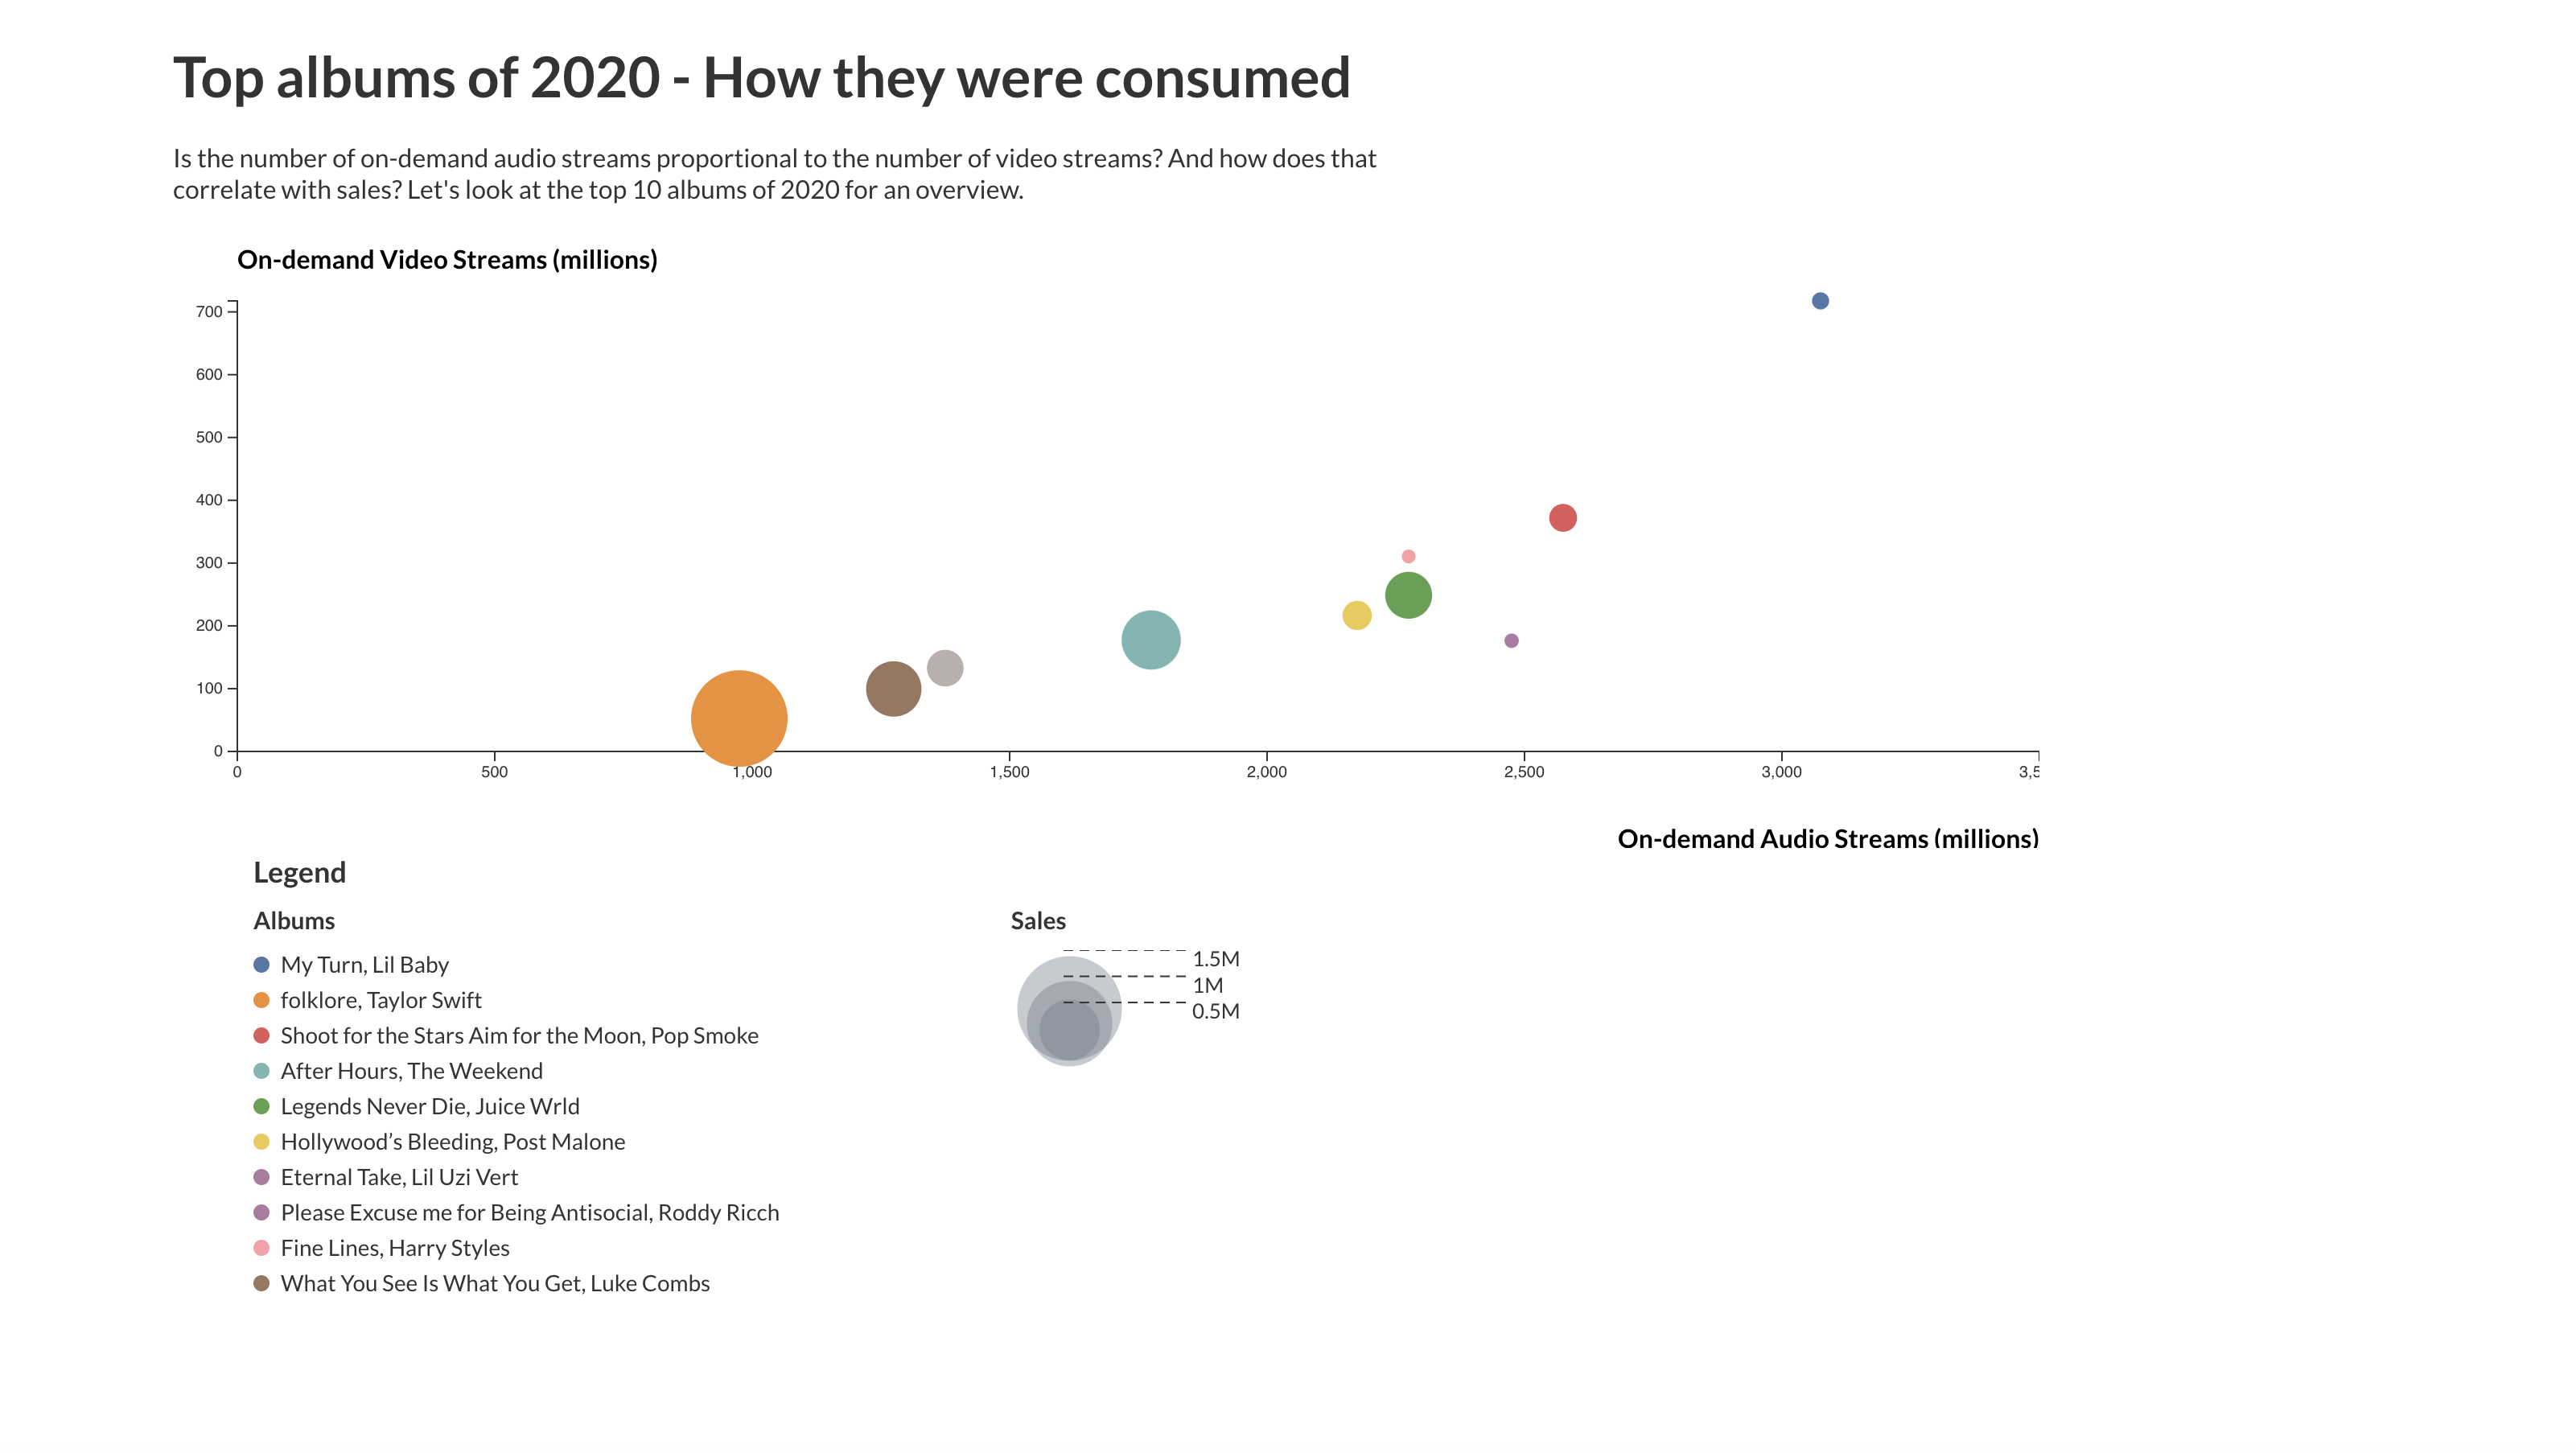 Top albums of 2020 - How they were consumed
Is the number of on-demand audio streams proportional to the number of video streams? And how does that
correlate with sales? Let's look at the top 10 albums of 2020 for an overview.
On-demand Video Streams (millions)
700
600
500
400
300
200
100
0
0 500 1,000 1,500 2,000 2,500 3,000 3,5
On-demand Audio Streams (millions)
Legend
Albums
My Turn, Lil Baby
folklore, Taylor Swift
Shoot for the Stars Aim for the Moon, Pop Smoke
After Hours, The Weekend
Legends Never Die, Juice Wrld
Hollywood’s Bleeding, Post Malone
Eternal Take, Lil Uzi Vert
Please Excuse me for Being Antisocial, Roddy Ricch
Fine Lines, Harry Styles
What You See Is What You Get, Luke Combs
Sales
1.5M
1M
0.5M